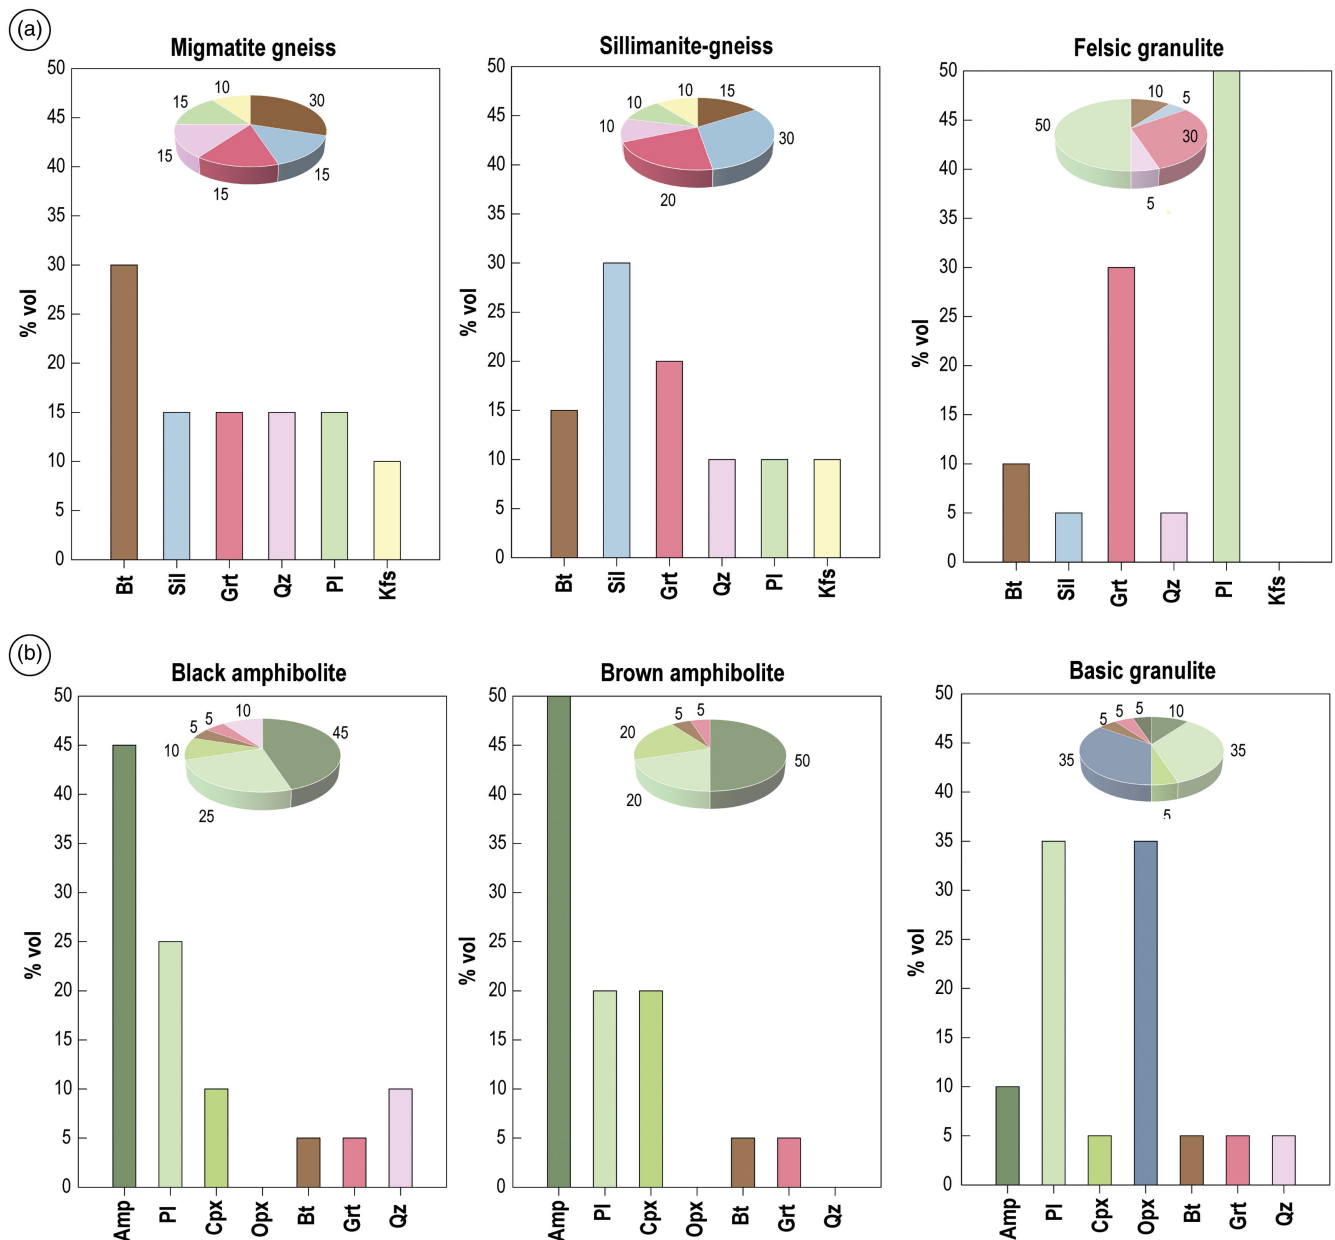 (a)
Migmatite gneiss
50
45
40
35
30
25
20
15
10
5
0
% vol
10
30
15
15
15
15
Bt
Sil
Grt
Qz
Pl
Kfs
Sillimanite-gneiss
50
45
40
35
30
25
20
15
10
5
0
% vol
10
15
10
10
30
20
Bt
Sil
Grt
Qz
Pl
Kfs
Felsic granulite
50
45
40
35
30
25
20
15
10
5
0
% vol
10
5
50
30
5
Bt
Sil
Grt
Qz
Pl
Kfs
(b)
Black amphibolite
50
45
40
35
30
25
20
15
10
5
0
% vol
10
5
5
45
10
25
Amp
Pl
Cpx
Opx
Bt
Grt
Qz
Brown amphibolite
50
45
40
35
30
25
20
15
10
5
0
% vol
5
5
20
50
20
Amp
Pl
Cpx
Opx
Bt
Grt
Qz
Basic granulite
50
45
40
35
30
25
20
15
10
5
0
% vol
5
5
5
10
35
35
5
Amp
Pl
Cpx
Opx
Bt
Grt
Qz